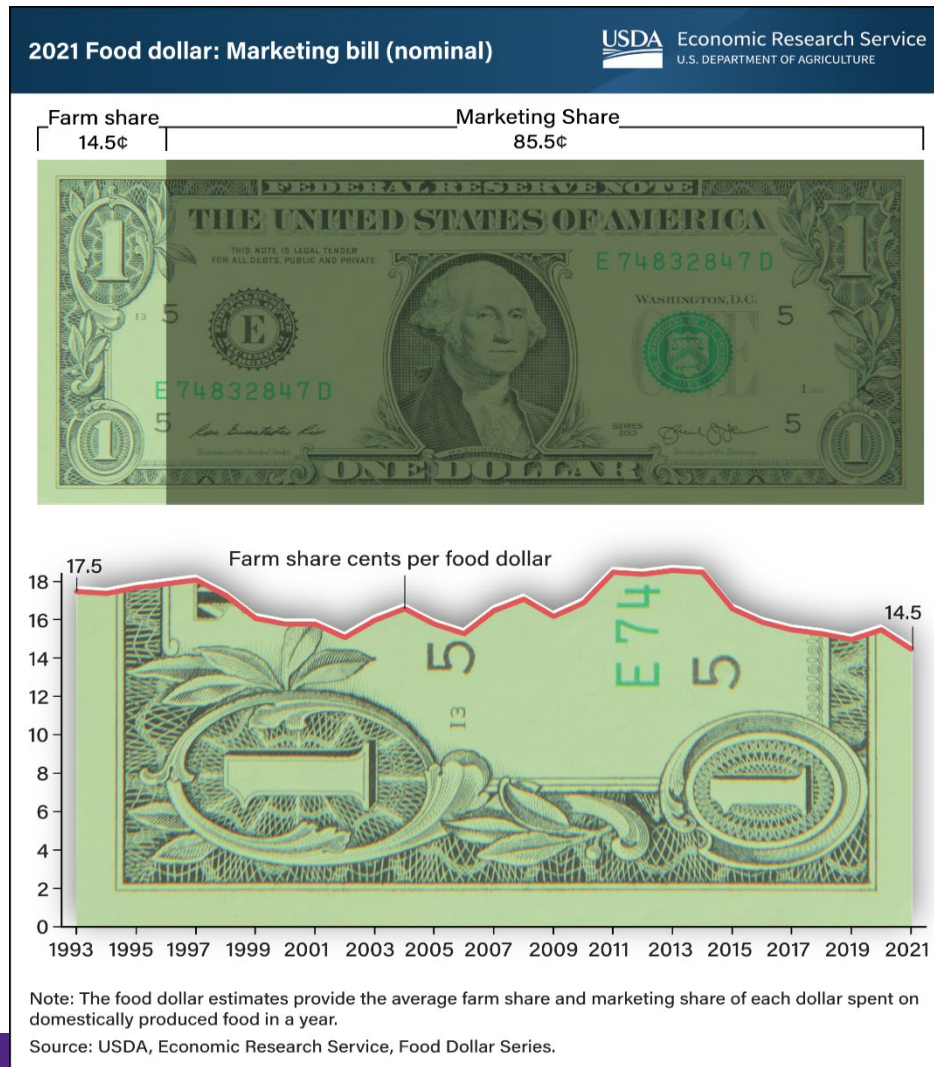 2021 Food dollar: Marketing bill (nominal)
USDA Economic Research Service
U.S. DEPARTMENT OF AGRICULTURE
Farm share
14.5¢
Marketing Share
85.5¢
FEDERAL RESERVE NOTE
THE UNITED STATES OF AMERICA
THIS NOTE IS LEGAL TENDER
FOR ALL DEBTS, PUBLIC AND PRIVATE
E 74832847 D
WASHINGTON, D.C.
1
1
I3
5
E
ONE
5
E 74832847 D
1
5
SERIES
2013
5
1
1
ONE DOLLAR
Farm share cents per food dollar
17.5
14.5
18
16
14
12
10
8
6
4
2
0
E 74
5
5
I3
1
1
1993 1995 1997 1999 2001 2003 2005 2007 2009 2011 2013 2015 2017 2019 2021
Note: The food dollar estimates provide the average farm share and marketing share of each dollar spent on
domestically produced food in a year.
Source: USDA, Economic Research Service, Food Dollar Series.